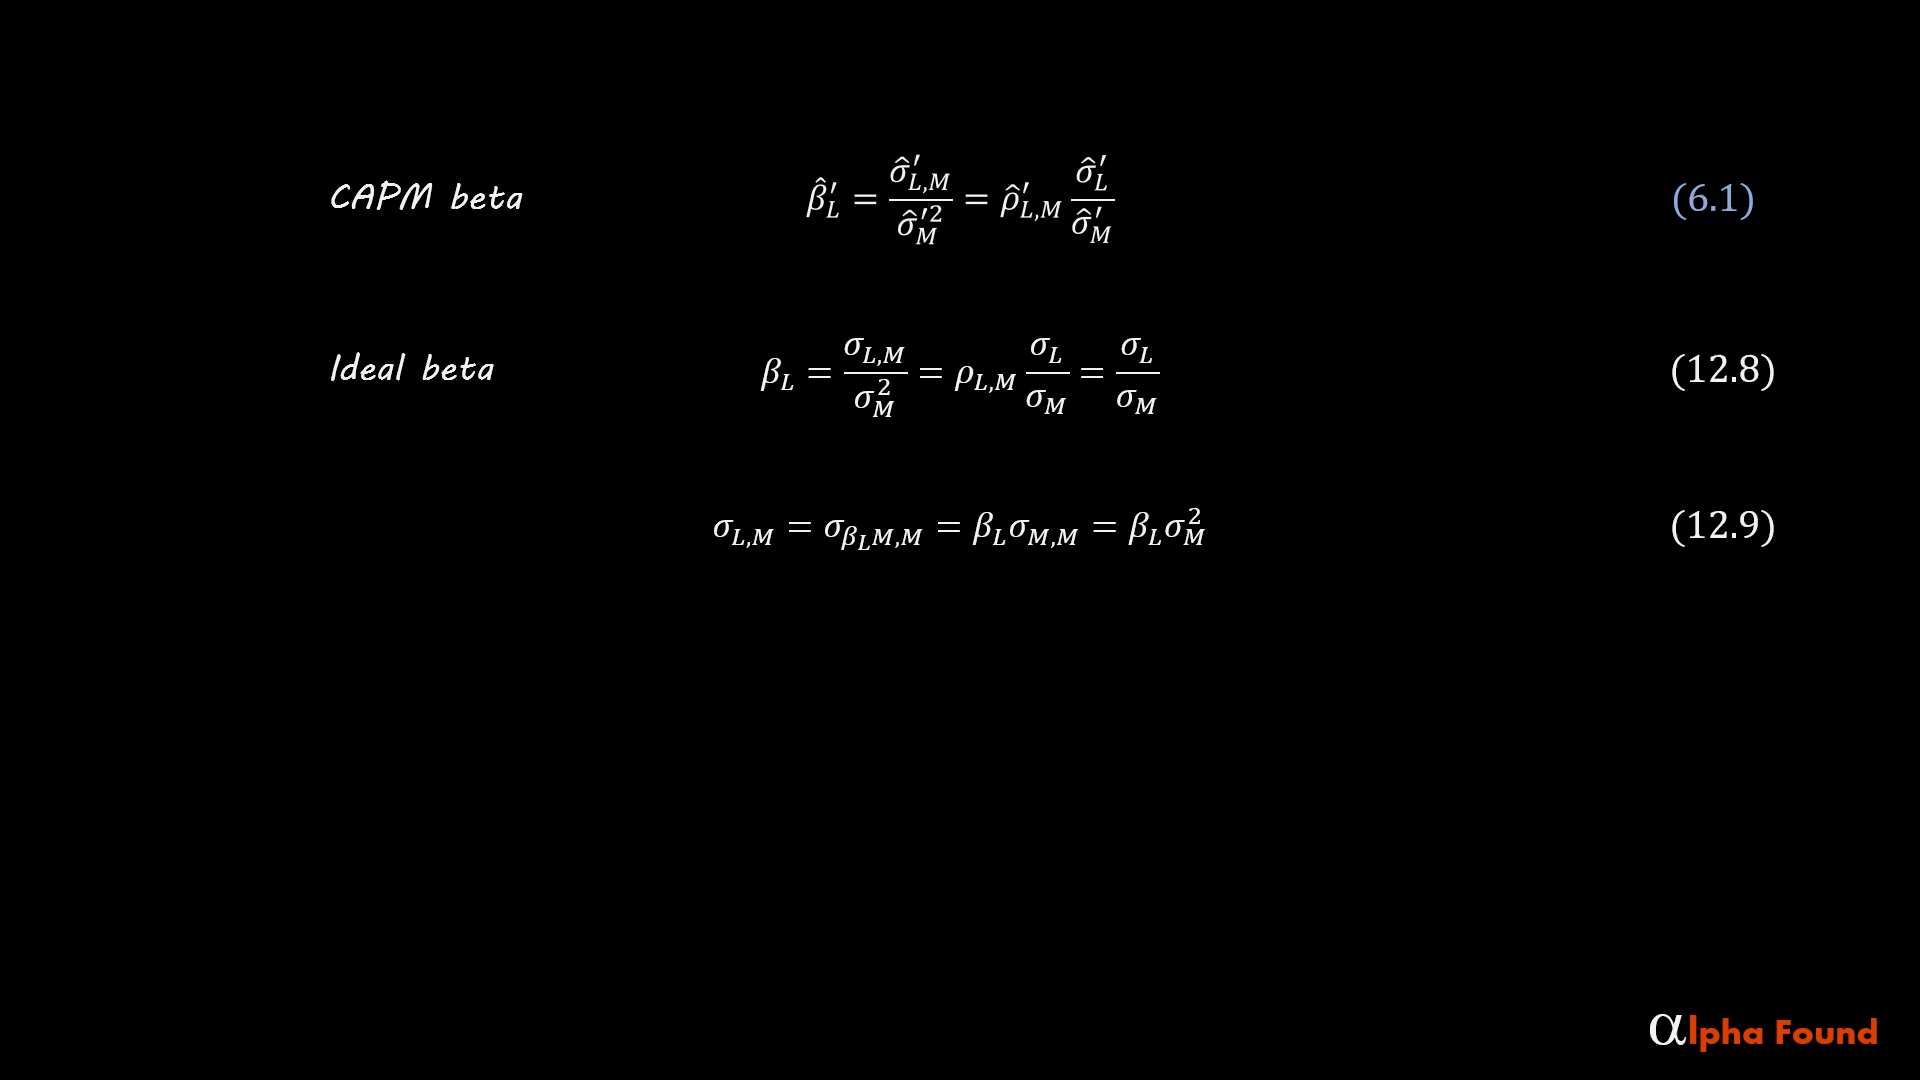 CAPM beta β̂′_L = σ̂′_{L,M} / σ̂′²_M = ρ̂′_{L,M} σ̂′_L / σ̂′_M (6.1)
Ideal beta β_L = σ_{L,M} / σ²_M = ρ_{L,M} σ_L / σ_M = σ_L / σ_M (12.8)
σ_{L,M} = σ_{β_L M,M} = β_L σ_{M,M} = β_L σ²_M (12.9)
αlpha Found